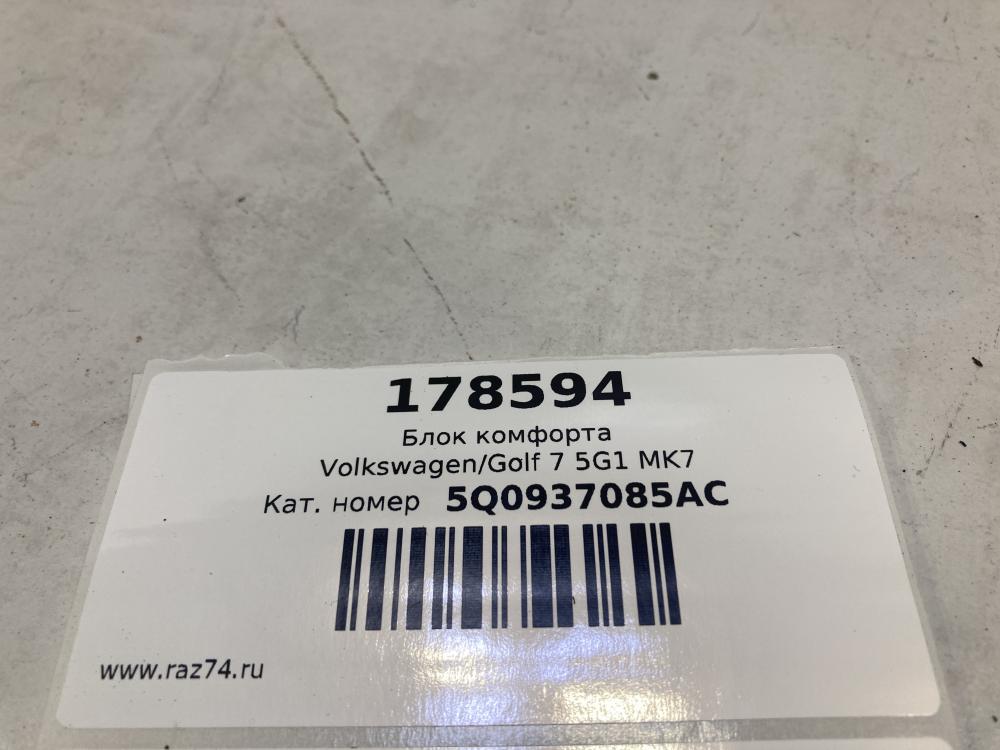 178594
Блок комфорта
Volkswagen/Golf 7 5G1 MK7
Кат. номер 5Q0937085AC
www.raz74.ru